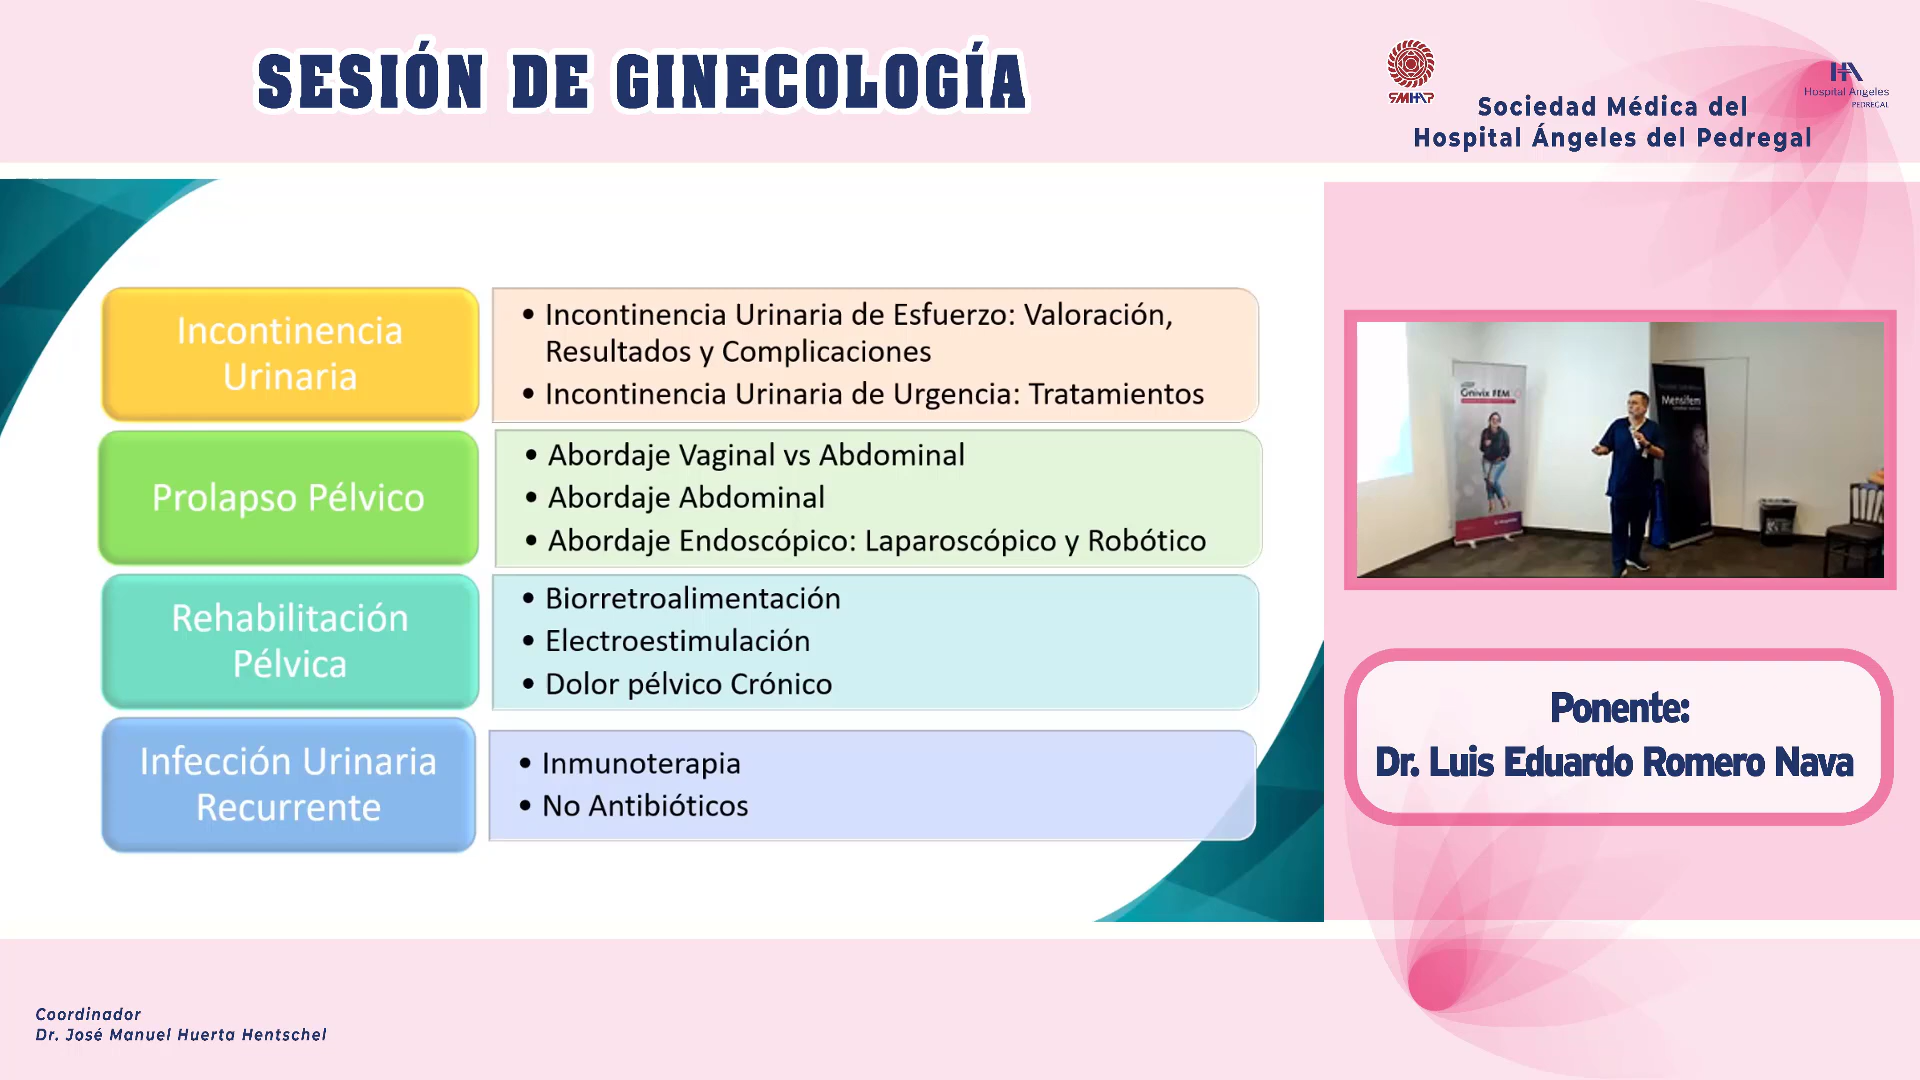 SESIÓN DE GINECOLOGÍA
SMHAP
Sociedad Médica del
Hospital Ángeles del Pedregal
HA
Hospital Angeles
PEDREGAL
Incontinencia
Urinaria
• Incontinencia Urinaria de Esfuerzo: Valoración,
Resultados y Complicaciones
• Incontinencia Urinaria de Urgencia: Tratamientos
Prolapso Pélvico
• Abordaje Vaginal vs Abdominal
• Abordaje Abdominal
• Abordaje Endoscópico: Laparoscópico y Robótico
Rehabilitación
Pélvica
• Biorretroalimentación
• Electroestimulación
• Dolor pélvico Crónico
Infección Urinaria
Recurrente
• Inmunoterapia
• No Antibióticos
Gnivix FEM
Mensifem
Ponente:
Dr. Luis Eduardo Romero Nava
Coordinador
Dr. José Manuel Huerta Hentschel